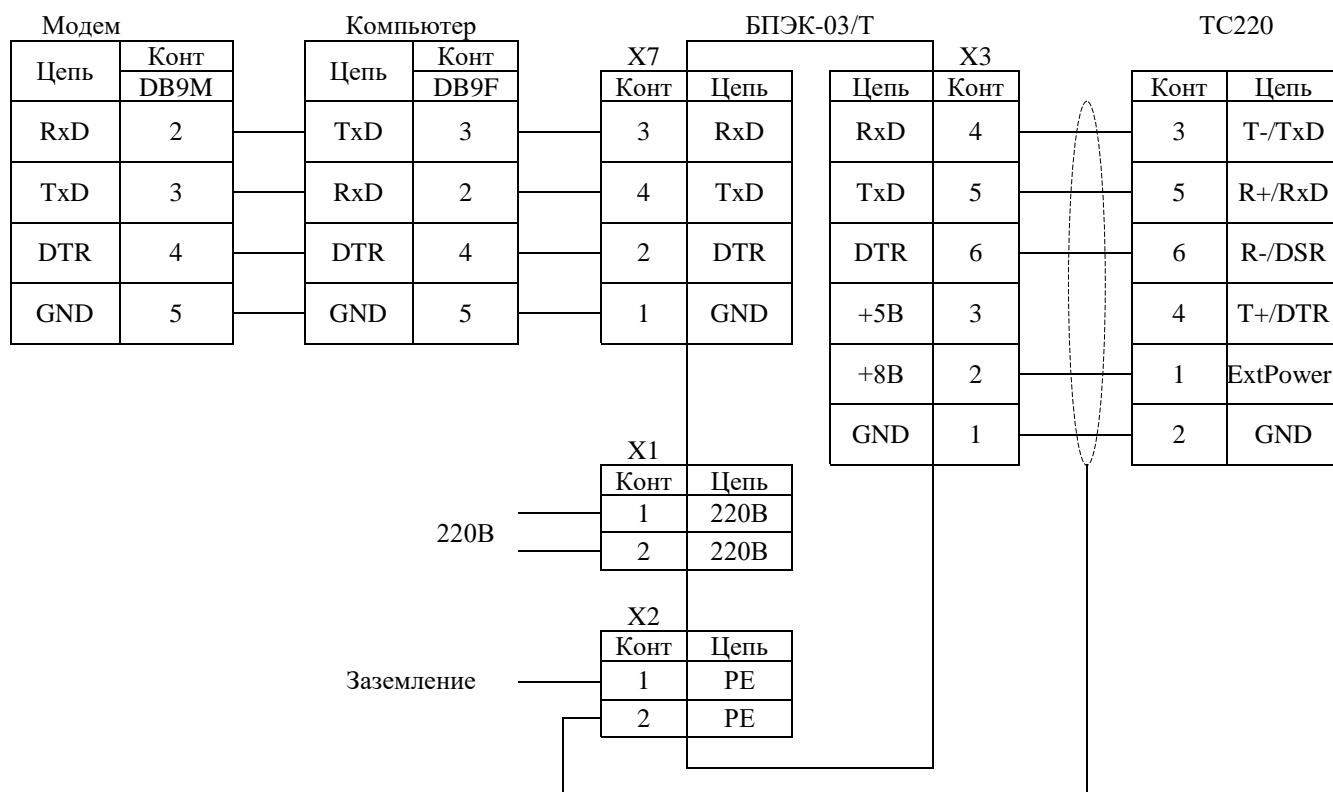 Модем Компьютер БПЭК-03/Т ТС220
X7 X3
Цепь Конт Цепь Конт
DB9M DB9F Конт Цепь Цепь Конт Конт Цепь
RxD 2 TxD 3 3 RxD RxD 4 3 T-/TxD
TxD 3 RxD 2 4 TxD TxD 5 5 R+/RxD
DTR 4 DTR 4 2 DTR DTR 6 6 R-/DSR
GND 5 GND 5 1 GND +5В 3 4 T+/DTR
+8В 2 1 ExtPower
GND 1 2 GND
X1
Конт Цепь
1 220В
220В
2 220В
X2
Конт Цепь
Заземление 1 PE
2 PE